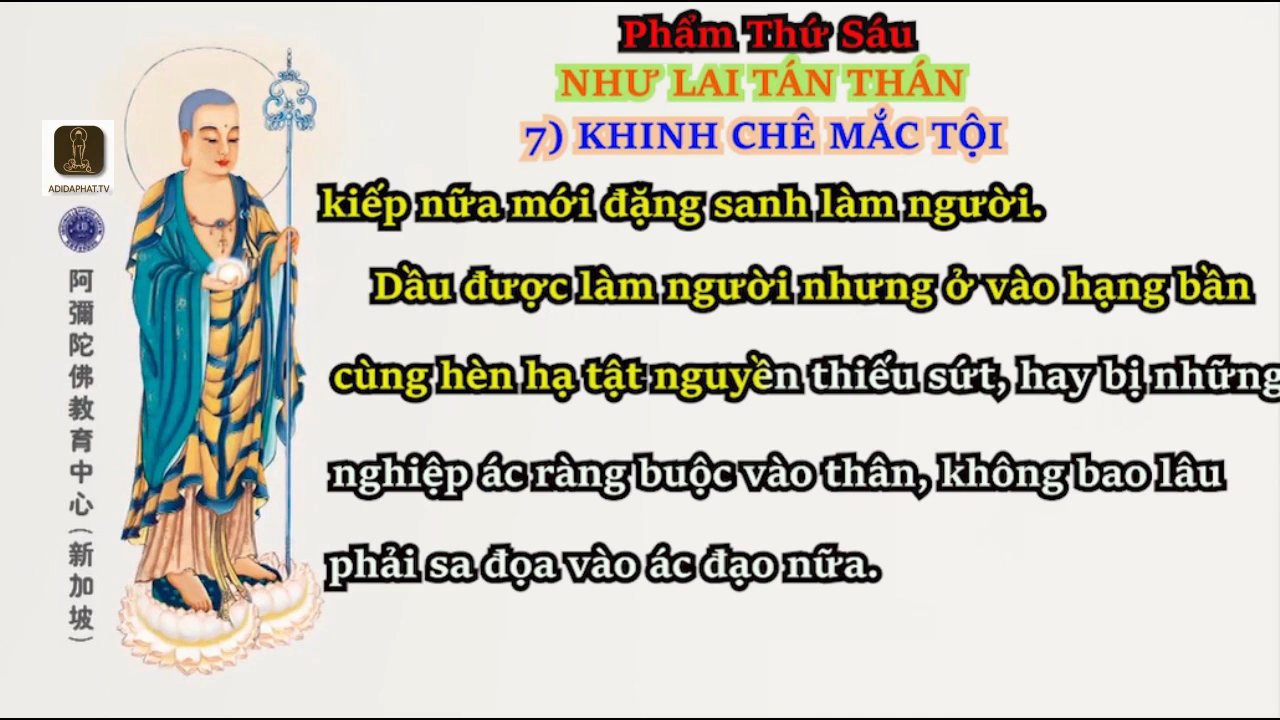 Phẩm Thứ Sáu
NHƯ LAI TÁN THÁN
7) KHINH CHÊ MẮC TỘI
kiếp nữa mới đặng sanh làm người.
Dầu được làm người nhưng ở vào hạng bần
cùng hèn hạ tật nguyền thiếu sứt, hay bị những
nghiệp ác ràng buộc vào thân, không bao lâu
phải sa đọa vào ác đạo nữa.
ADIDAPHAT.TV
阿彌陀佛教育中心(新加坡)